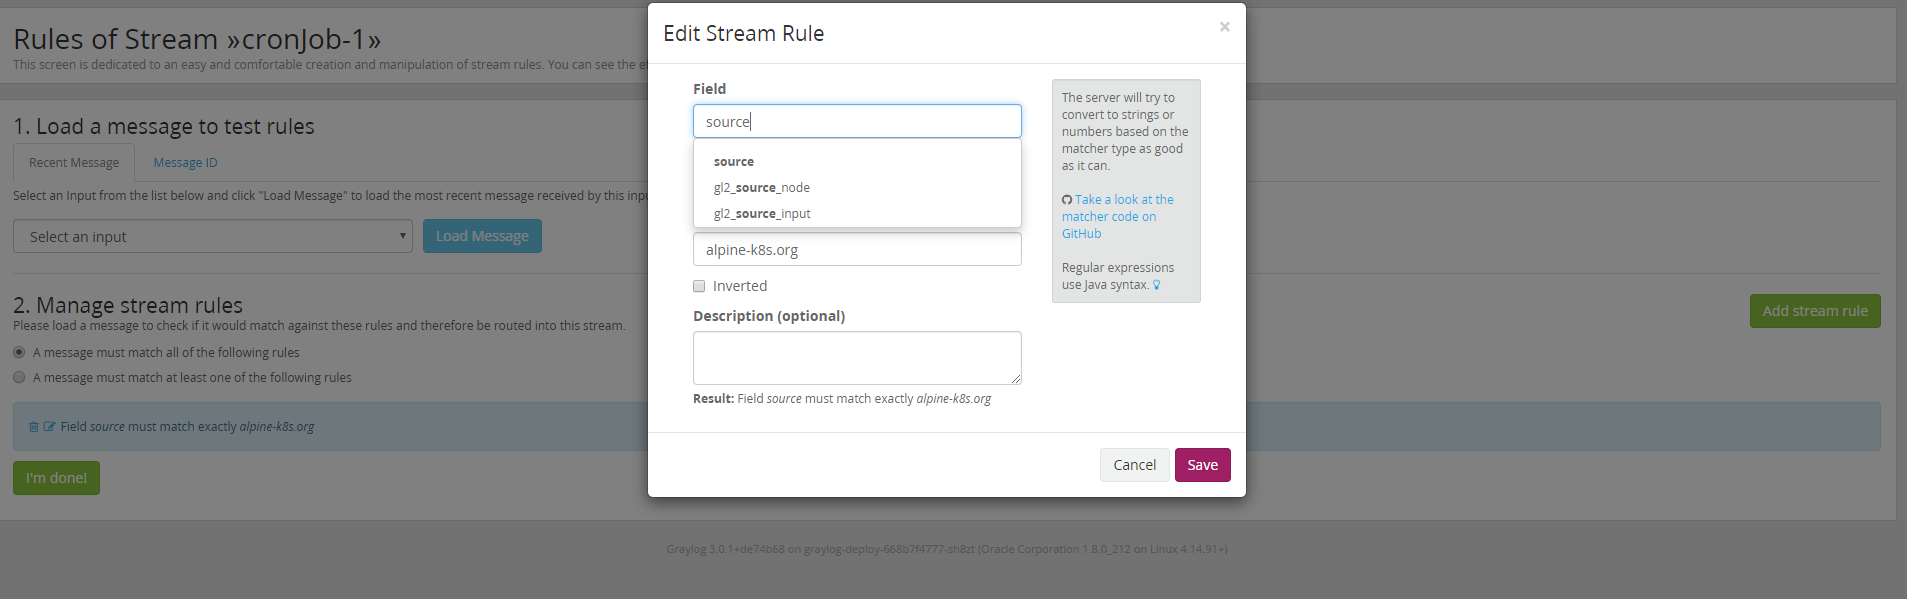 Rules of Stream »cronJob-1»
This screen is dedicated to an easy and comfortable creation and manipulation of stream rules. You can see the
1. Load a message to test rules
Recent Message
Message ID
Select an Input from the list below and click "Load Message" to load the most recent message received by this
Select an input
Load Message
2. Manage stream rules
Please load a message to check if it would match against these rules and therefore be routed into this stream.
Add stream rule
A message must match all of the following rules
A message must match at least one of the following rules
Field source must match exactly alpine-k8s.org
I'm done!
Edit Stream Rule
×
Field
source
source
gl2_source_node
gl2_source_input
alpine-k8s.org
Inverted
Description (optional)
Result: Field source must match exactly alpine-k8s.org
The server will try to
convert to strings or
numbers based on the
matcher type as good
as it can.
Take a look at the
matcher code on
GitHub
Regular expressions
use Java syntax.
Cancel
Save
Graylog 3.0.1+de74b68 on graylog-deploy-668b7f4777-sh8zt (Oracle Corporation 1.8.0_212 on Linux 4.14.91+)